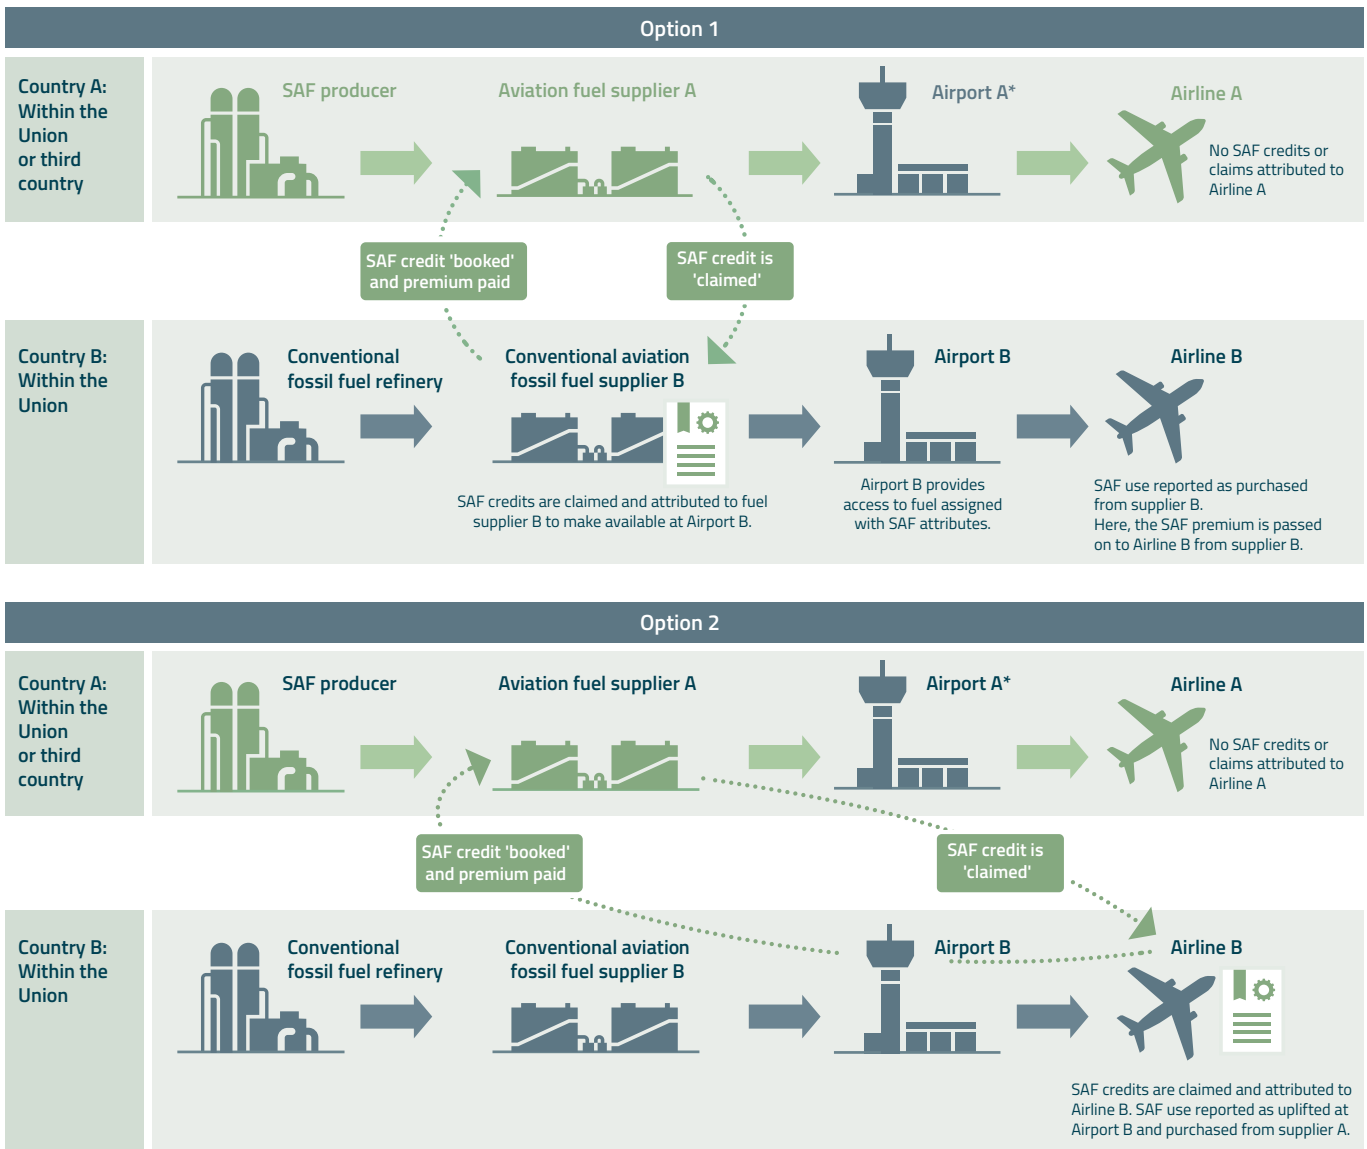 Option 1
Country A:
Within the
Union
or third
country
SAF producer
Aviation fuel supplier A
Airport A*
Airline A
No SAF credits or
claims attributed to
Airline A
SAF credit 'booked'
and premium paid
SAF credit is
'claimed'
Country B:
Within the
Union
Conventional
fossil fuel refinery
Conventional aviation
fossil fuel supplier B
Airport B
Airline B
SAF credits are claimed and attributed to fuel
supplier B to make available at Airport B.
Airport B provides
access to fuel assigned
with SAF attributes.
SAF use reported as purchased
from supplier B.
Here, the SAF premium is passed
on to Airline B from supplier B.
Option 2
Country A:
Within the
Union
or third
country
SAF producer
Aviation fuel supplier A
Airport A*
Airline A
No SAF credits or
claims attributed to
Airline A
SAF credit 'booked'
and premium paid
SAF credit is
'claimed'
Country B:
Within the
Union
Conventional
fossil fuel refinery
Conventional aviation
fossil fuel supplier B
Airport B
Airline B
SAF credits are claimed and attributed to
Airline B. SAF use reported as uplifted at
Airport B and purchased from supplier A.